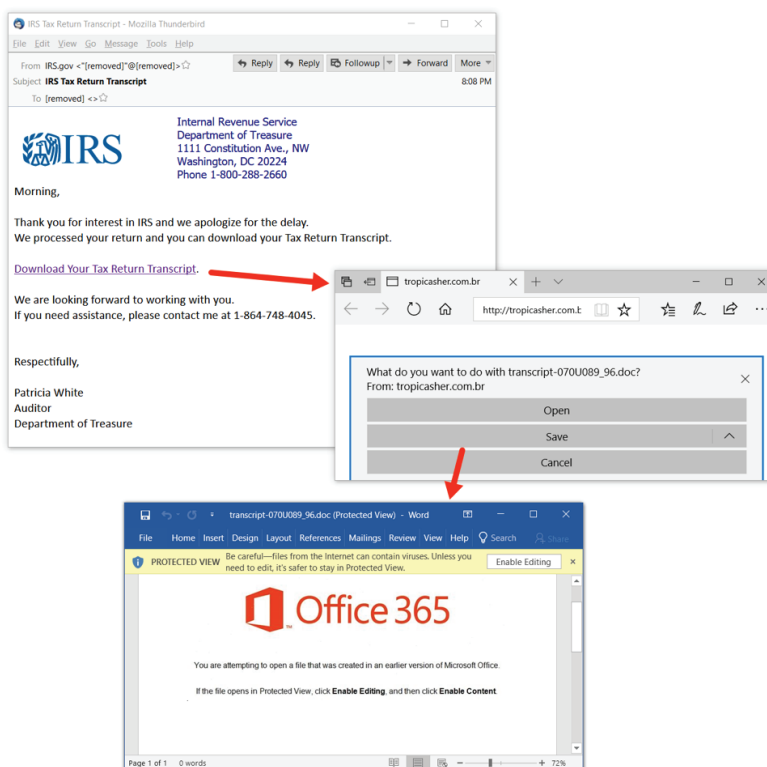 IRS Tax Return Transcript - Mozilla Thunderbird
File Edit View Go Message Tools Help
From IRS.gov <"[removed]"@[removed]>
Reply Reply Followup Forward More
Subject IRS Tax Return Transcript 8:08 PM
To [removed] <>
IRS
Internal Revenue Service
Department of Treasure
1111 Constitution Ave., NW
Washington, DC 20224
Phone 1-800-288-2660
Morning,
Thank you for interest in IRS and we apologize for the delay.
We processed your return and you can download your Tax Return Transcript.
Download Your Tax Return Transcript.
We are looking forward to working with you.
If you need assistance, please contact me at 1-864-748-4045.
Respectifully,
Patricia White
Auditor
Department of Treasure
tropicasher.com.br
http://tropicasher.com.b
What do you want to do with transcript-070U089_96.doc?
From: tropicasher.com.br
Open
Save
Cancel
transcript-070U089_96.doc (Protected View) - Word
File Home Insert Design Layout References Mailings Review View Help Search Share
PROTECTED VIEW Be careful—files from the Internet can contain viruses. Unless you
need to edit, it's safer to stay in Protected View.
Enable Editing
Office 365
TM
You are attempting to open a file that was created in an earlier version of Microsoft Office.
If the file opens in Protected View, click Enable Editing, and then click Enable Content.
Page 1 of 1 0 words 72%